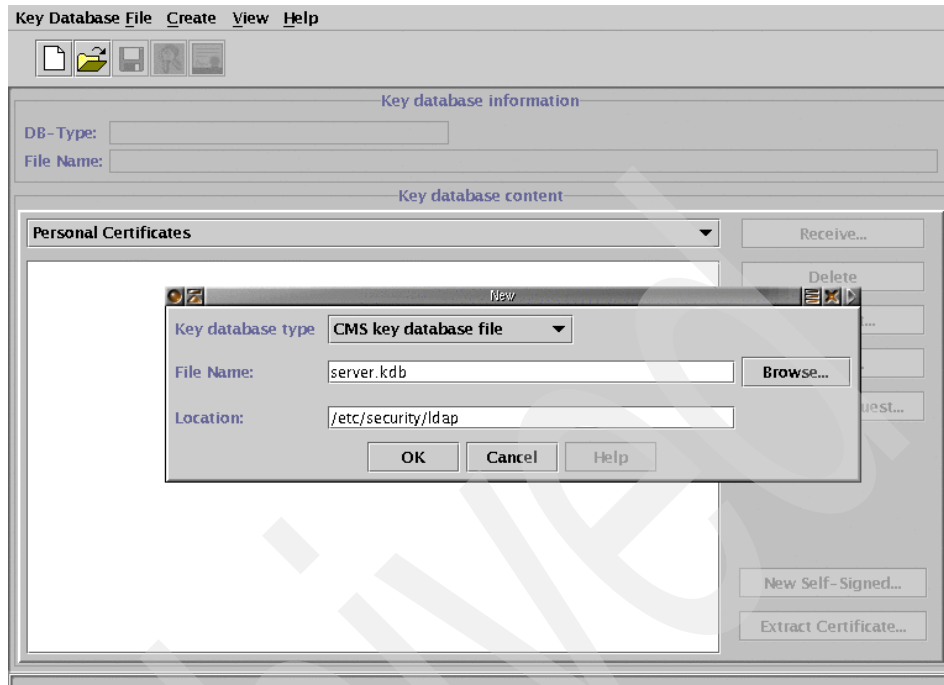 Key Database File Create View Help
Key database information
DB-Type:
File Name:
Key database content
Personal Certificates
Receive...
Delete
New
Key database type CMS key database file
File Name: server.kdb Browse...
Location: /etc/security/ldap
OK Cancel Help
New Self-Signed...
Extract Certificate...